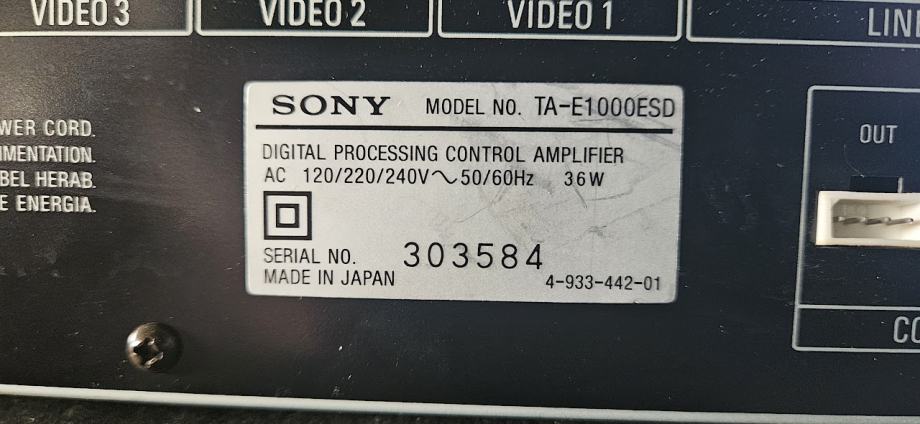 VIDEO 3 VIDEO 2 VIDEO 1
WER CORD.
MENTATION.
BEL HERAB.
E ENERGIA.
SONY MODEL NO. TA-E1000ESD
DIGITAL PROCESSING CONTROL AMPLIFIER
AC 120/220/240V～50/60Hz 36W
SERIAL NO. 303584
MADE IN JAPAN 4-933-442-01
OUT